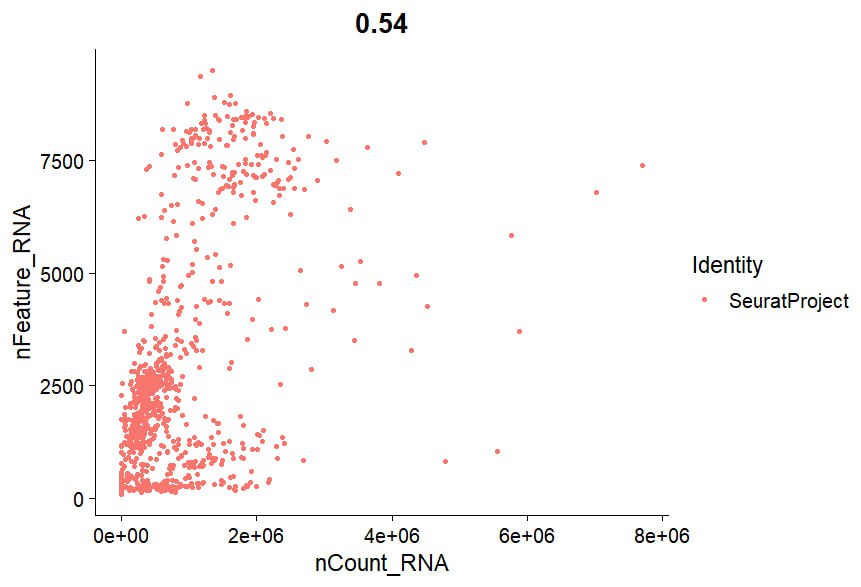 0.54
7500
5000
2500
0
nFeature_RNA
0e+00 2e+06 4e+06 6e+06 8e+06
nCount_RNA
Identity
SeuratProject